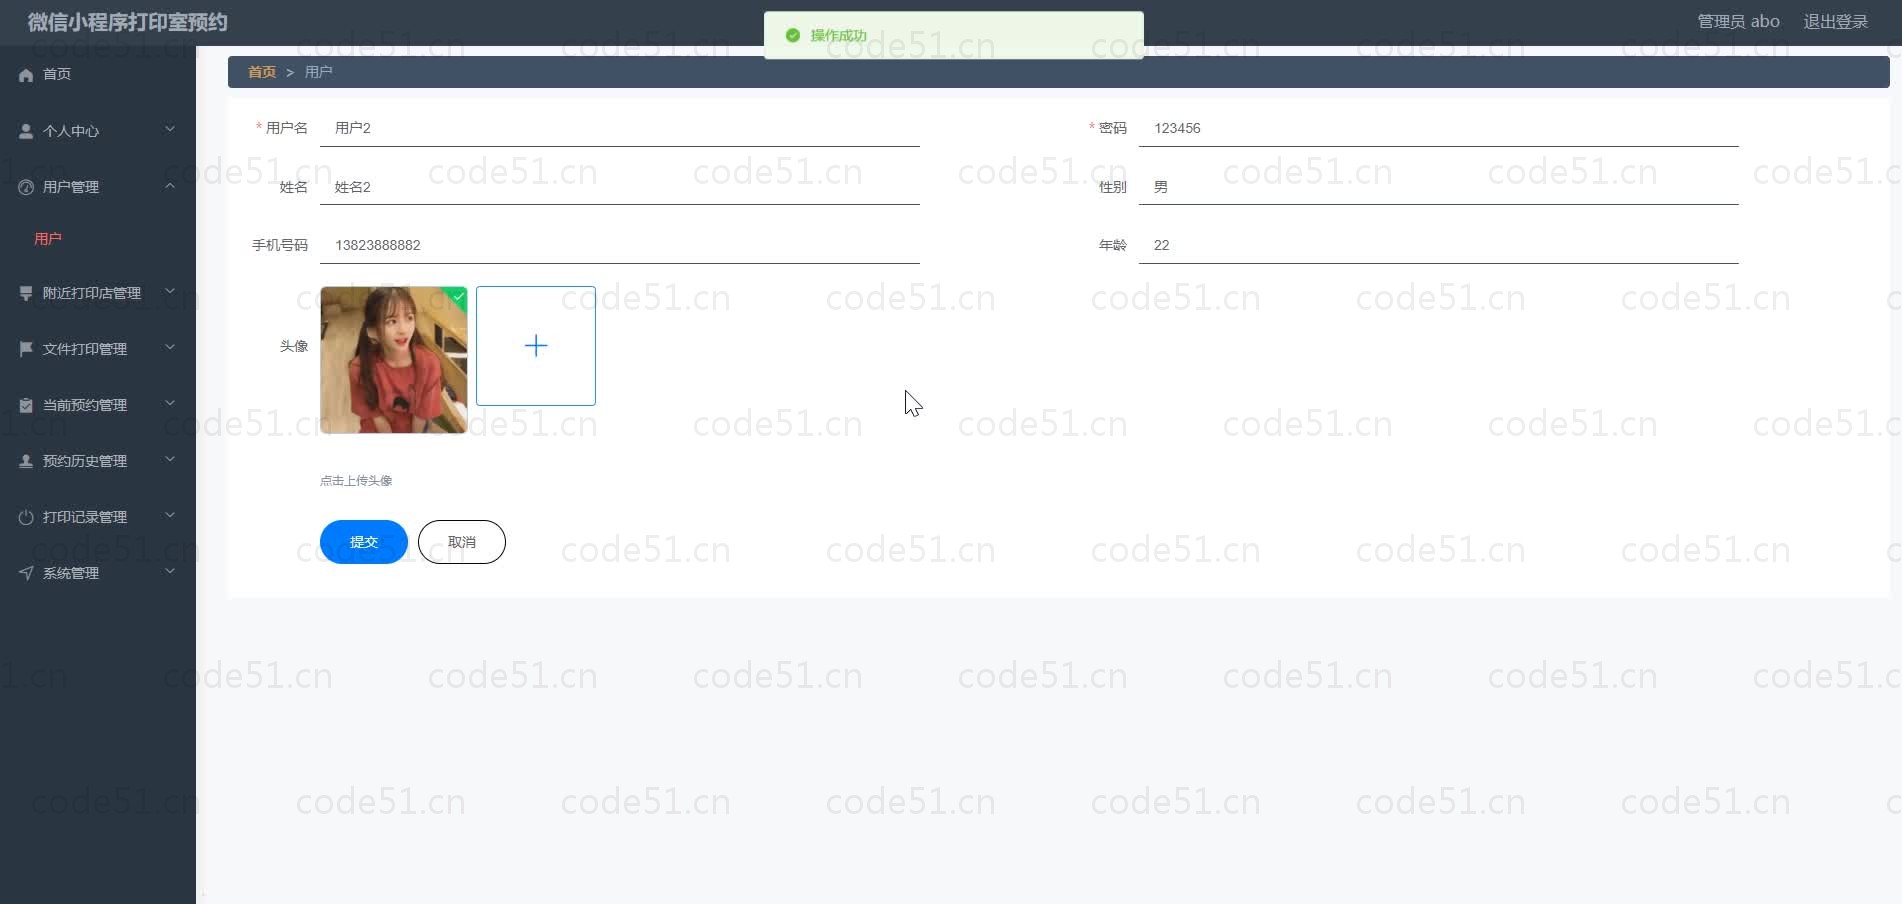 微信小程序打印室预约
管理员 abo
退出登录
操作成功
首页 > 用户
首页
个人中心
用户管理
用户
附近打印店管理
文件打印管理
当前预约管理
预约历史管理
打印记录管理
系统管理
* 用户名 用户2
* 密码 123456
姓名 姓名2
性别 男
手机号码 13823888882
年龄 22
头像
点击上传头像
提交
取消
code51.cn